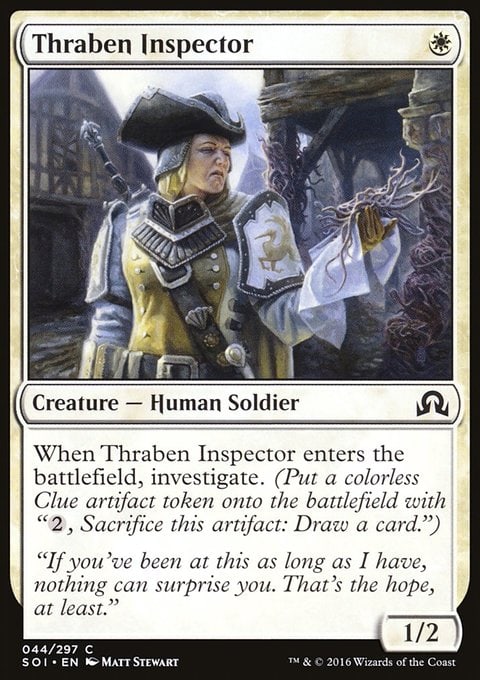 Thraben Inspector
Creature — Human Soldier
When Thraben Inspector enters the
battlefield, investigate. (Put a colorless
Clue artifact token onto the battlefield with
“2, Sacrifice this artifact: Draw a card.”)
“If you’ve been at this as long as I have,
nothing can surprise you. That’s the hope,
at least.”
1/2
044/297 C
SOI • EN Matt Stewart
™ & © 2016 Wizards of the Coast